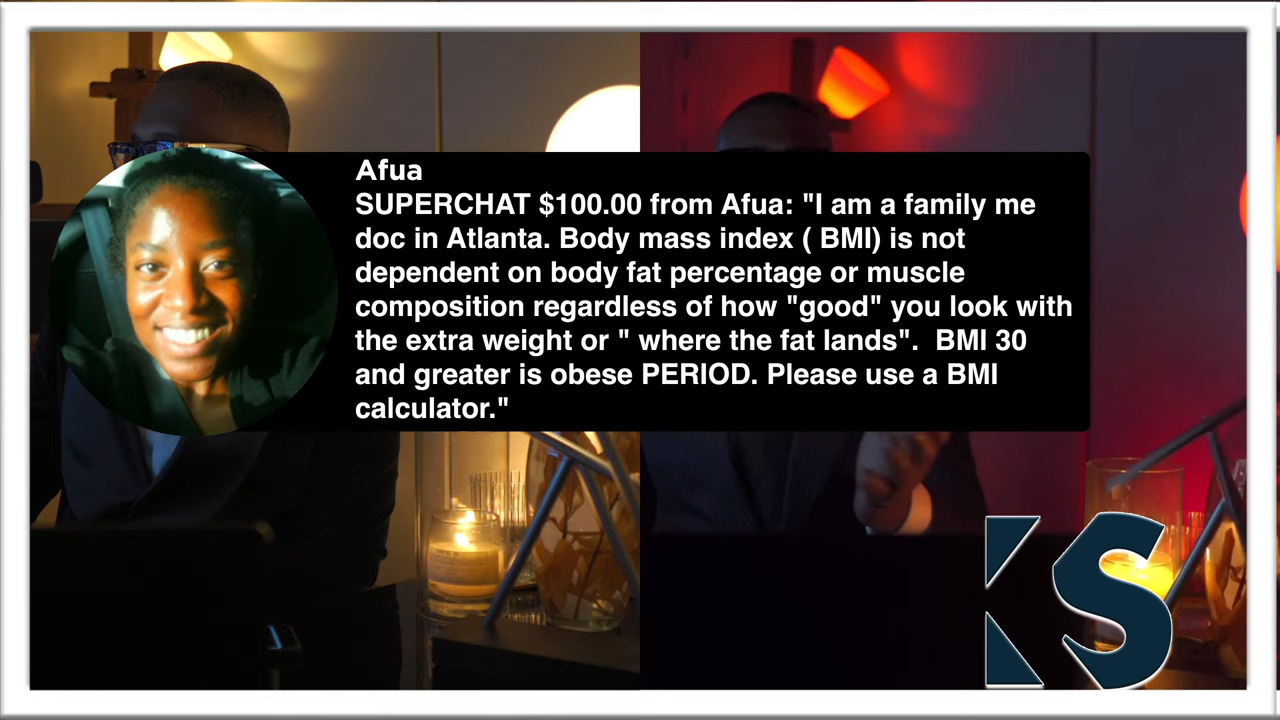 Afua
SUPERCHAT $100.00 from Afua: "I am a family me
doc in Atlanta. Body mass index ( BMI) is not
dependent on body fat percentage or muscle
composition regardless of how "good" you look with
the extra weight or " where the fat lands".  BMI 30
and greater is obese PERIOD. Please use a BMI
calculator."
KS